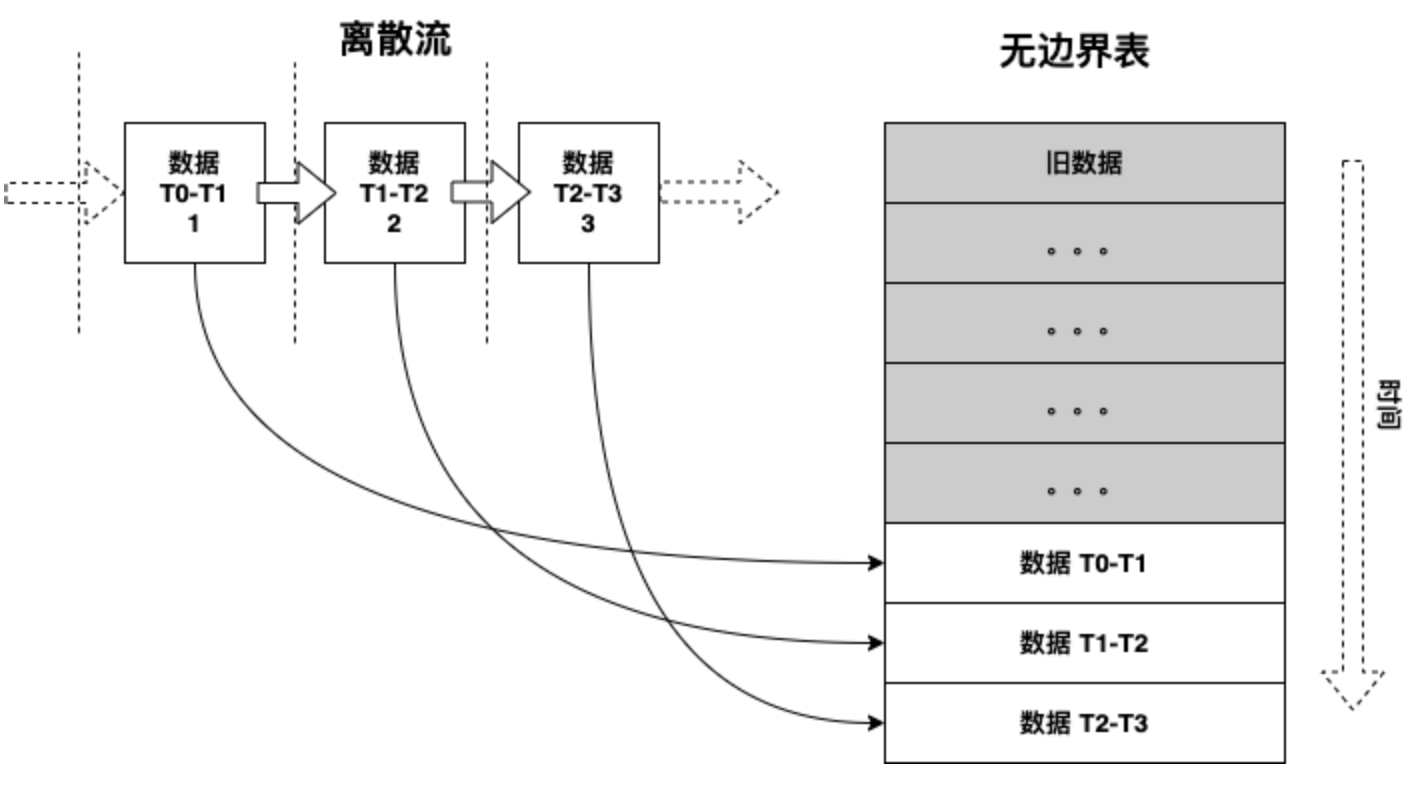 离散流
无边界表
数据
T0-T1
1
数据
T1-T2
2
数据
T2-T3
3
旧数据
。。。
。。。
。。。
。。。
数据 T0-T1
数据 T1-T2
数据 T2-T3
时间